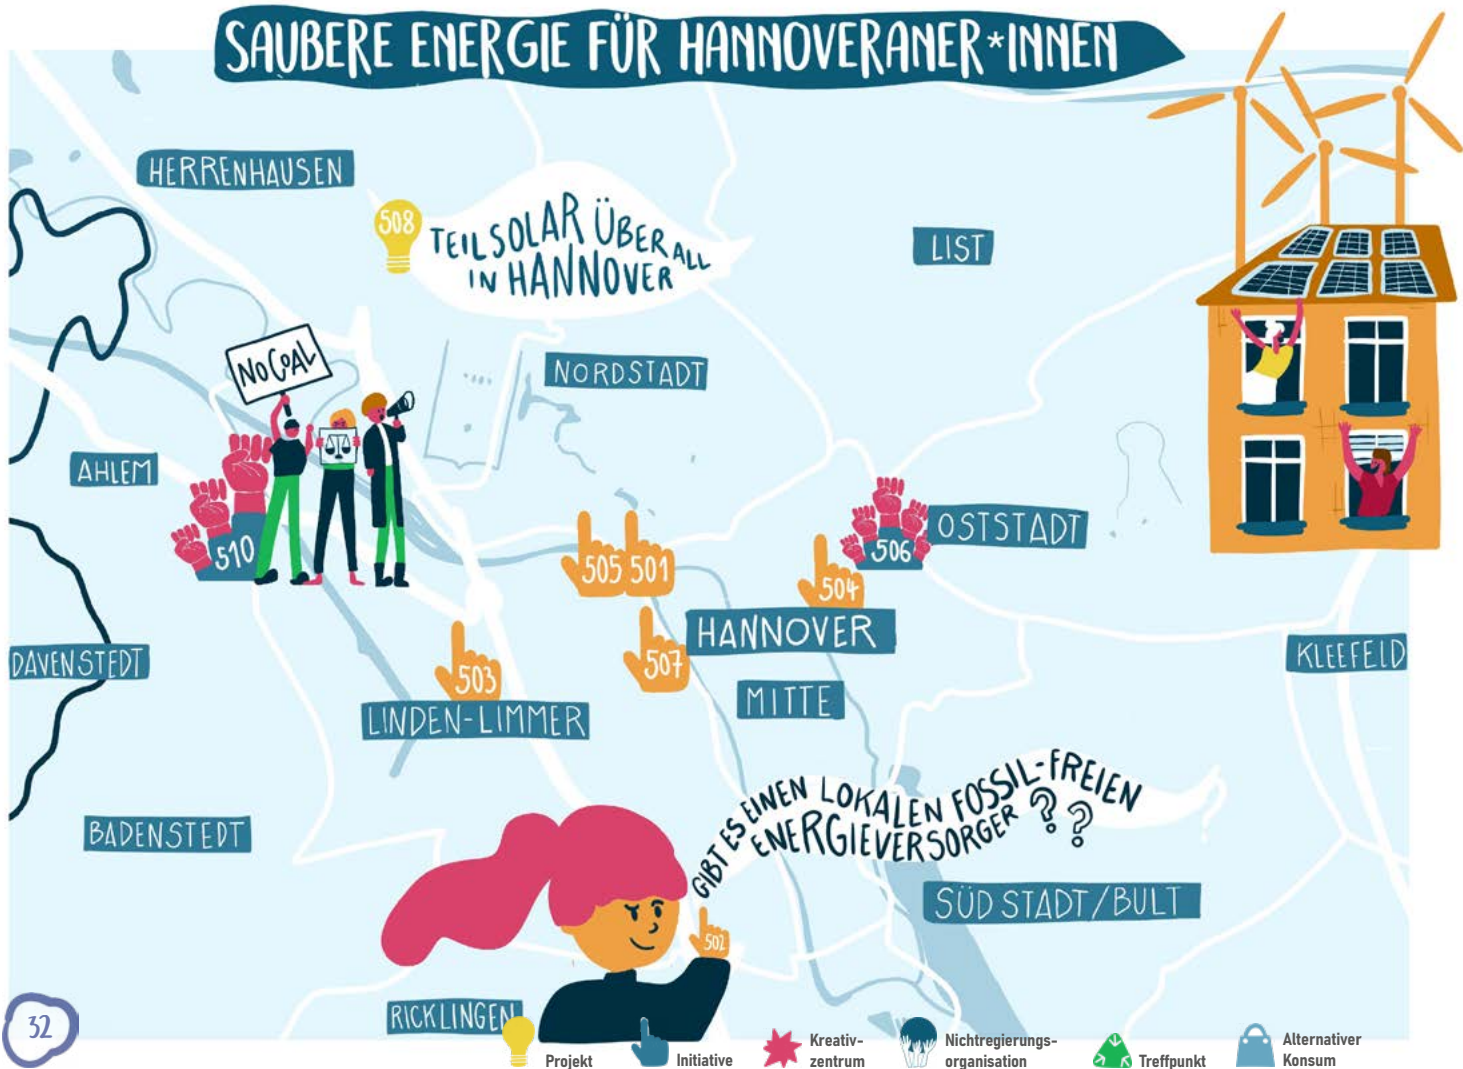 SAUBERE ENERGIE FÜR HANNOVERANER*INNEN
HERRENHAUSEN
508
TEILSOLAR ÜBERALL
IN HANNOVER
LIST
NO COAL
NORDSTADT
AHLEM
510
505 501
506
OSTSTADT
504
HANNOVER
507
503
DAVENSTEDT
KLEEFELD
MITTE
LINDEN-LIMMER
GIBT ES EINEN LOKALEN FOSSIL-FREIEN
ENERGIEVERSORGER ??
BADENSTEDT
SÜDSTADT/BULT
502
RICKLINGEN
32
Projekt
Initiative
Kreativ-
zentrum
Nichtregierungs-
organisation
Treffpunkt
Alternativer
Konsum